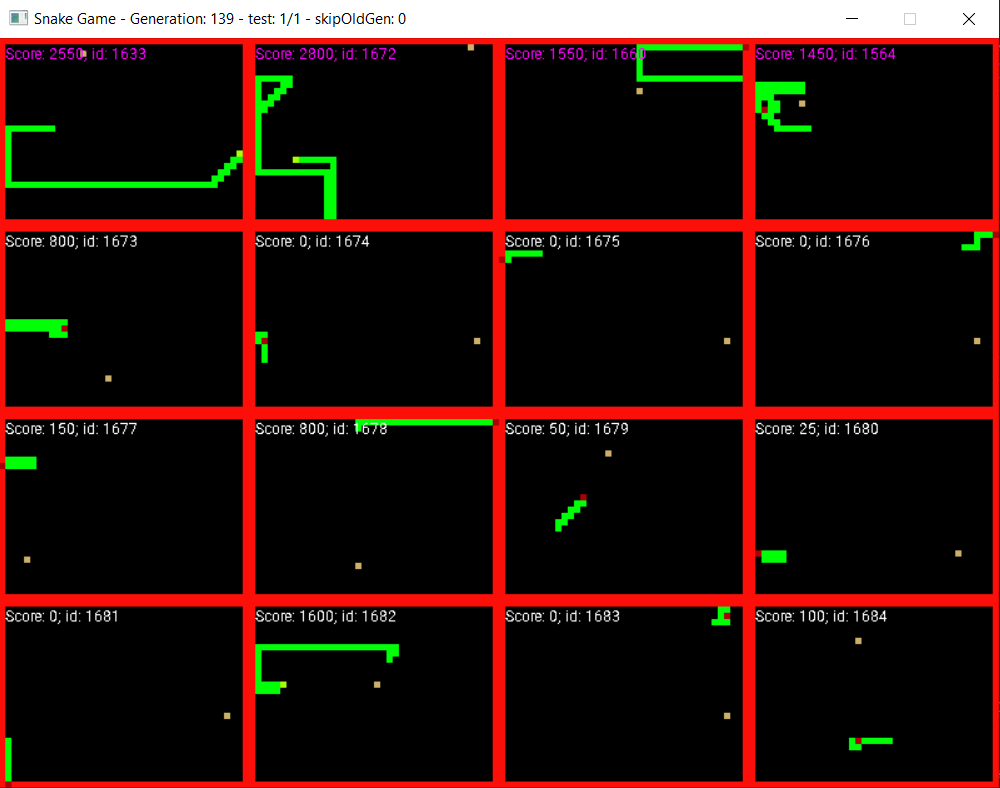 Snake Game - Generation: 139 - test: 1/1 - skipOldGen: 0
Score: 2550; id: 1633
Score: 2800; id: 1672
Score: 1550; id: 1660
Score: 1450; id: 1564
Score: 800; id: 1673
Score: 0; id: 1674
Score: 0; id: 1675
Score: 0; id: 1676
Score: 150; id: 1677
Score: 800; id: 1678
Score: 50; id: 1679
Score: 25; id: 1680
Score: 0; id: 1681
Score: 1600; id: 1682
Score: 0; id: 1683
Score: 100; id: 1684